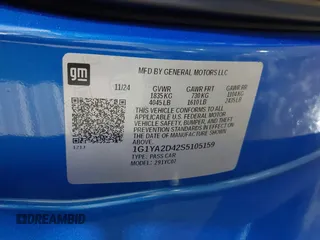 gm
MFD BY GENERAL MOTORS LLC
11/24 GVWR GAWR FRT GAWR RR
1835 KG 730 KG 1104 KG
4045 LB 1610 LB 2435 LB
THIS VEHICLE CONFORMS TO ALL
APPLICABLE U.S. FEDERAL MOTOR
VEHICLE SAFETY, BUMPER, AND THEFT
PREVENTION STANDARDS IN EFFECT ON
THE DATE OF MANUFACTURE SHOWN
ABOVE.
1G1YA2D42S5105159
TYPE: PASS CAR
MODEL: Z91YC07
DREAMBID